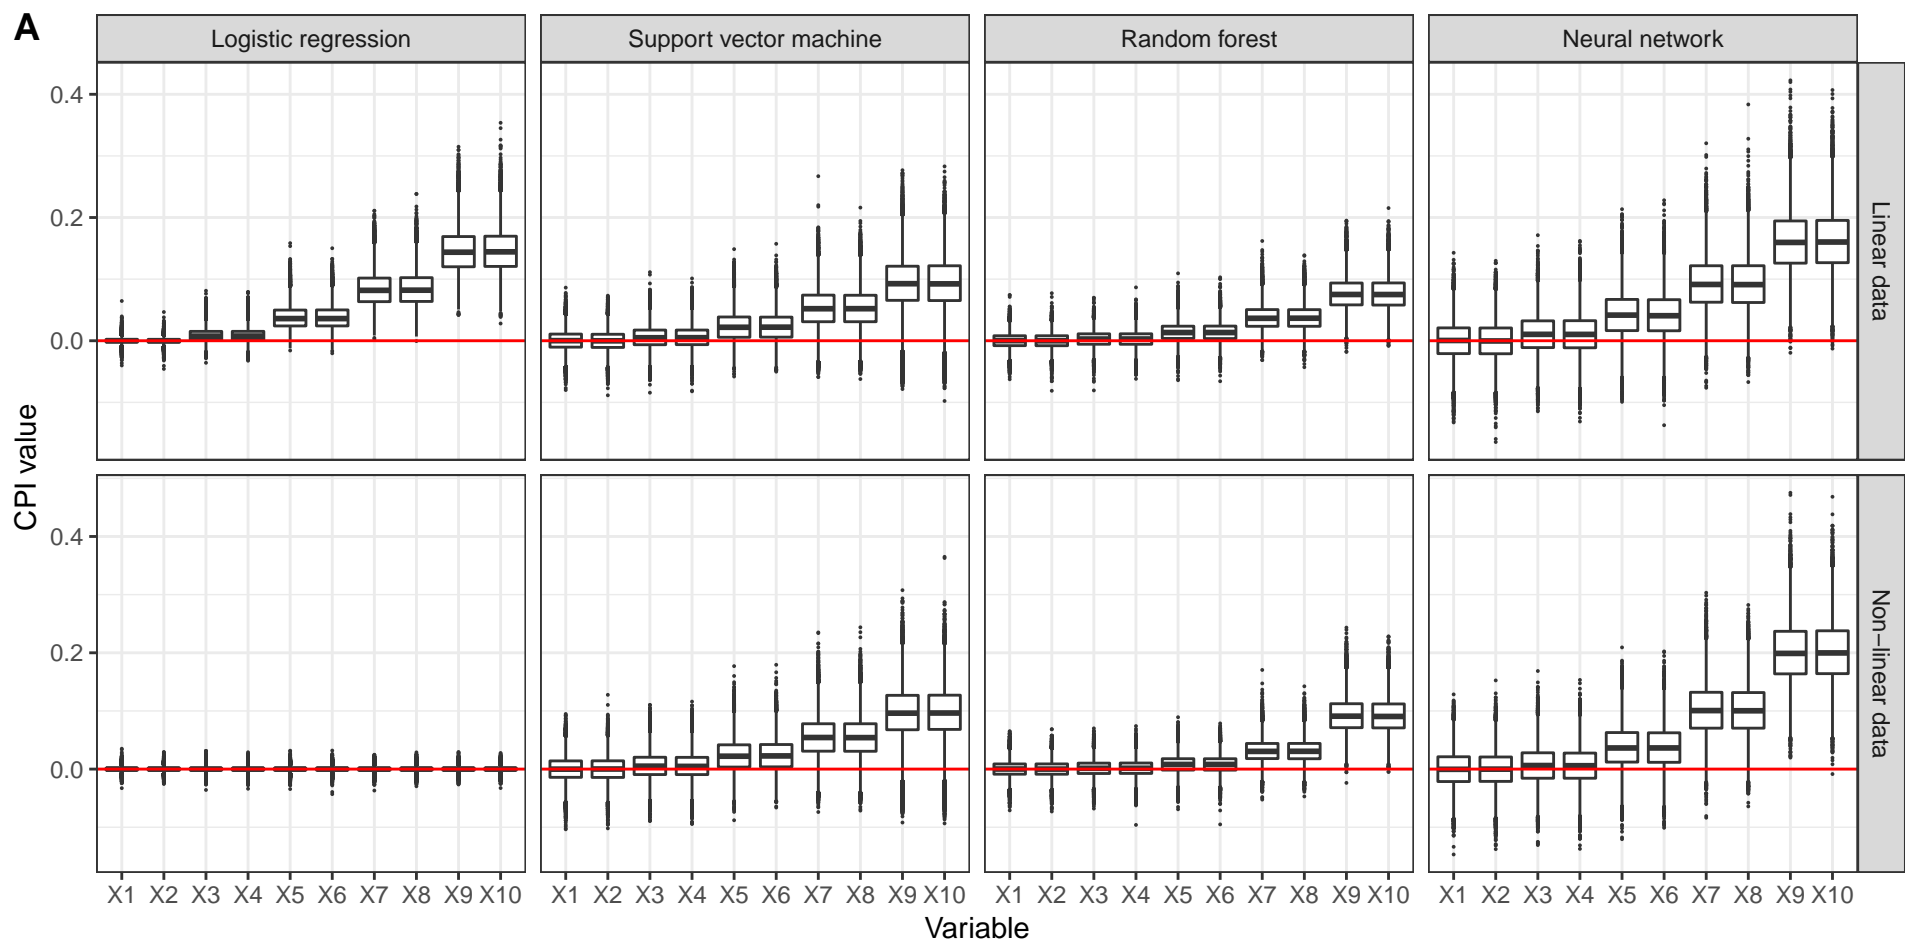 A
Logistic regression
Support vector machine
Random forest
Neural network
0.4
0.2
0.0
Linear data
CPI value
0.4
0.2
0.0
Non−linear data
X1 X2 X3 X4 X5 X6 X7 X8 X9 X10
X1 X2 X3 X4 X5 X6 X7 X8 X9 X10
X1 X2 X3 X4 X5 X6 X7 X8 X9 X10
X1 X2 X3 X4 X5 X6 X7 X8 X9 X10
Variable